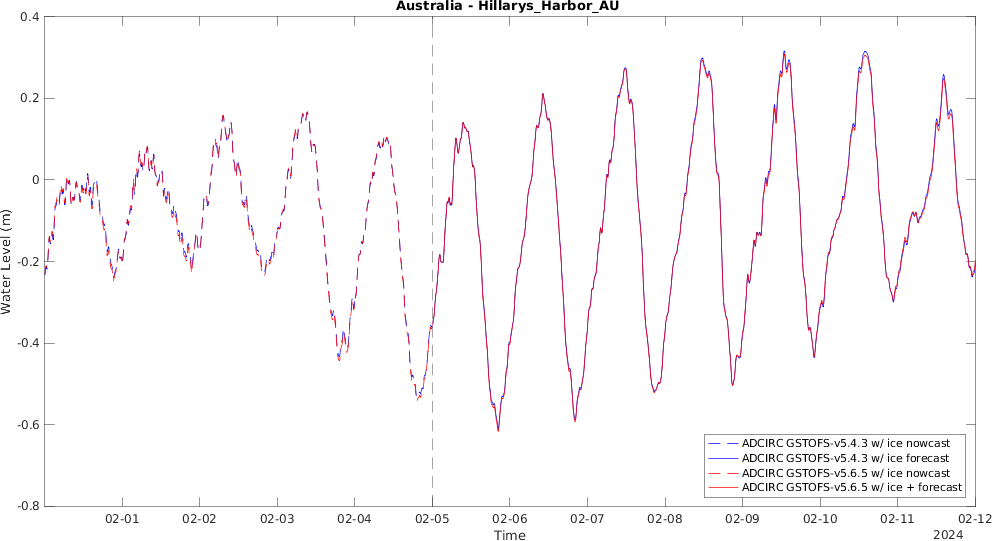 Australia - Hillarys_Harbor_AU
0.4
0.2
0
-0.2
-0.4
-0.6
-0.8
Water Level (m)
ADCIRC GSTOFS-v5.4.3 w/ ice nowcast
ADCIRC GSTOFS-v5.4.3 w/ ice forecast
ADCIRC GSTOFS-v5.6.5 w/ ice nowcast
ADCIRC GSTOFS-v5.6.5 w/ ice + forecast
02-01 02-02 02-03 02-04 02-05 02-06 02-07 02-08 02-09 02-10 02-11 02-12
Time
2024